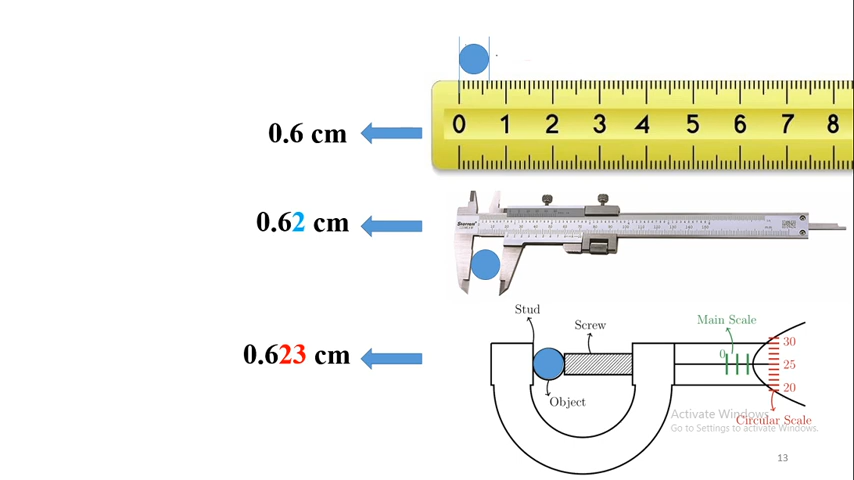 0 1 2 3 4 5 6 7 8
0.6 cm
0.62 cm
Stud
Screw
Main Scale
0
30
25
20
0.623 cm
Object
Circular Scale
Activate Windows
Go to Settings to activate Windows.
13